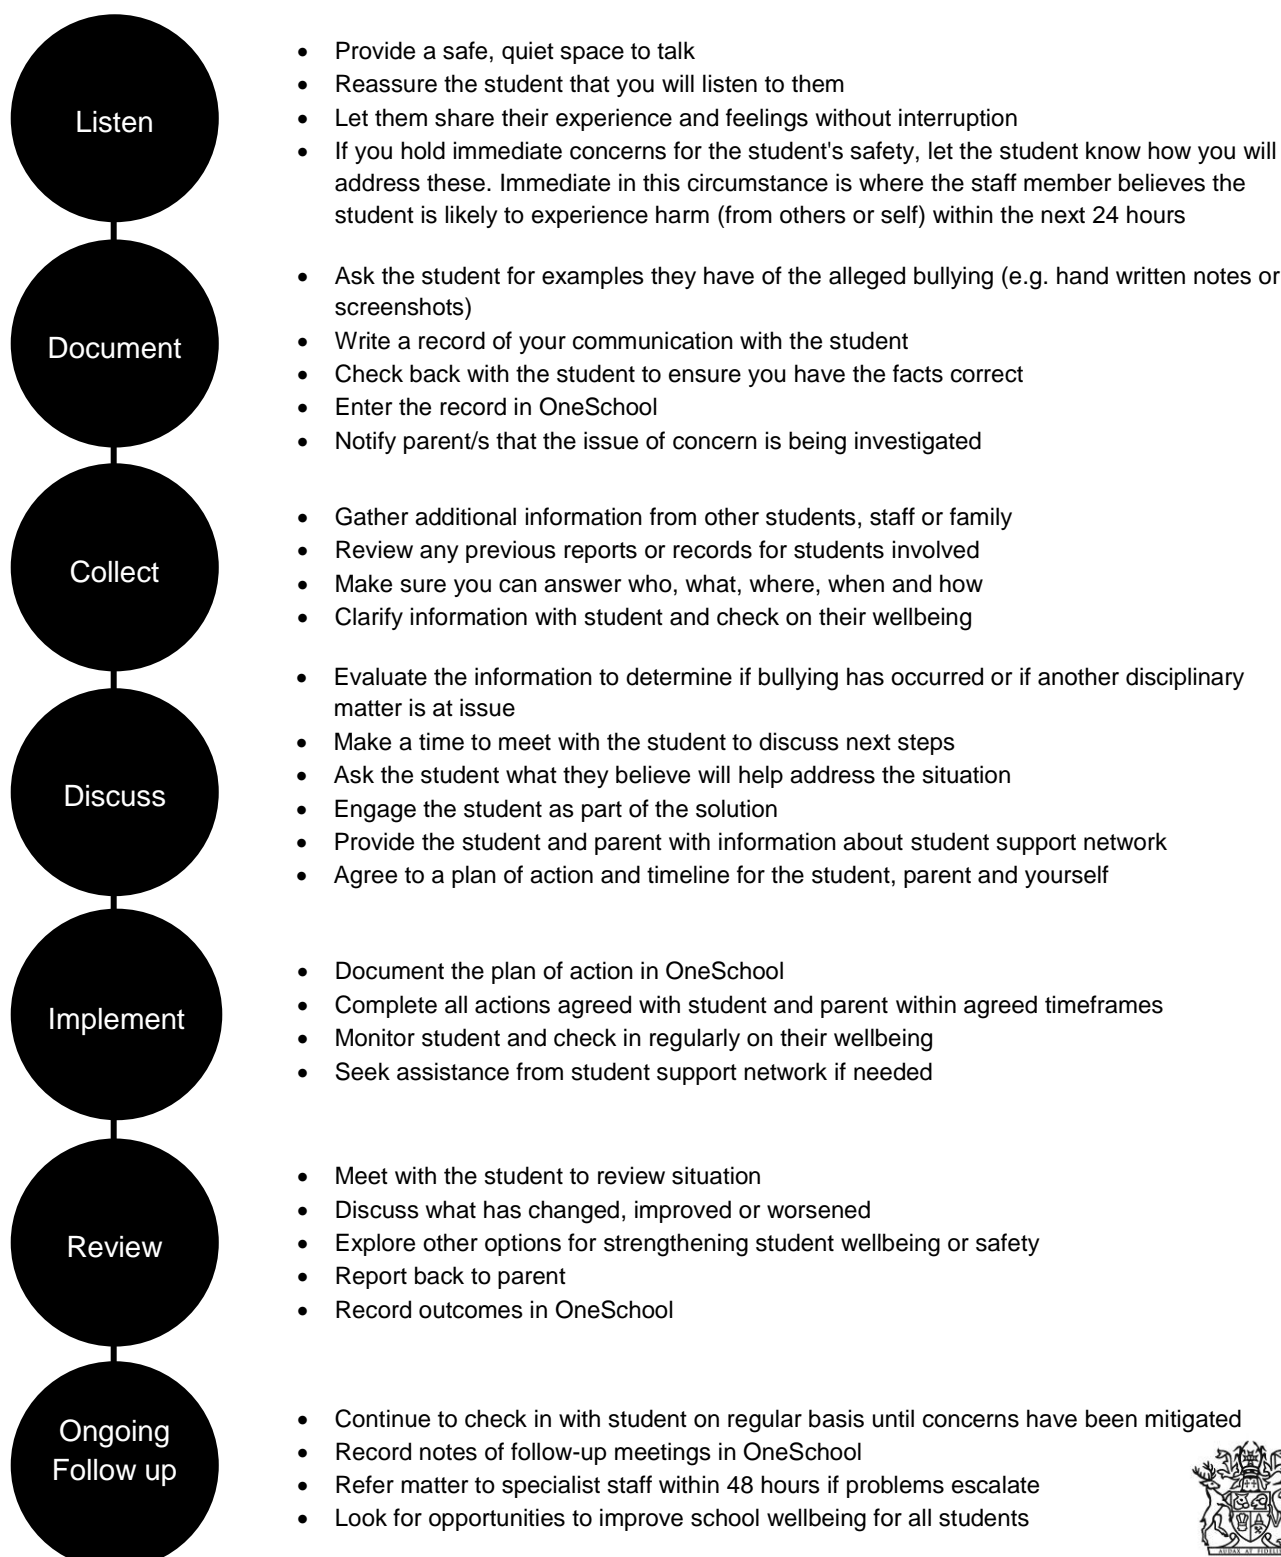 Listen
• Provide a safe, quiet space to talk
• Reassure the student that you will listen to them
• Let them share their experience and feelings without interruption
• If you hold immediate concerns for the student's safety, let the student know how you will
address these. Immediate in this circumstance is where the staff member believes the
student is likely to experience harm (from others or self) within the next 24 hours
Document
• Ask the student for examples they have of the alleged bullying (e.g. hand written notes or
screenshots)
• Write a record of your communication with the student
• Check back with the student to ensure you have the facts correct
• Enter the record in OneSchool
• Notify parent/s that the issue of concern is being investigated
Collect
• Gather additional information from other students, staff or family
• Review any previous reports or records for students involved
• Make sure you can answer who, what, where, when and how
• Clarify information with student and check on their wellbeing
Discuss
• Evaluate the information to determine if bullying has occurred or if another disciplinary
matter is at issue
• Make a time to meet with the student to discuss next steps
• Ask the student what they believe will help address the situation
• Engage the student as part of the solution
• Provide the student and parent with information about student support network
• Agree to a plan of action and timeline for the student, parent and yourself
Implement
• Document the plan of action in OneSchool
• Complete all actions agreed with student and parent within agreed timeframes
• Monitor student and check in regularly on their wellbeing
• Seek assistance from student support network if needed
Review
• Meet with the student to review situation
• Discuss what has changed, improved or worsened
• Explore other options for strengthening student wellbeing or safety
• Report back to parent
• Record outcomes in OneSchool
Ongoing
Follow up
• Continue to check in with student on regular basis until concerns have been mitigated
• Record notes of follow-up meetings in OneSchool
• Refer matter to specialist staff within 48 hours if problems escalate
• Look for opportunities to improve school wellbeing for all students
AUDAX AT